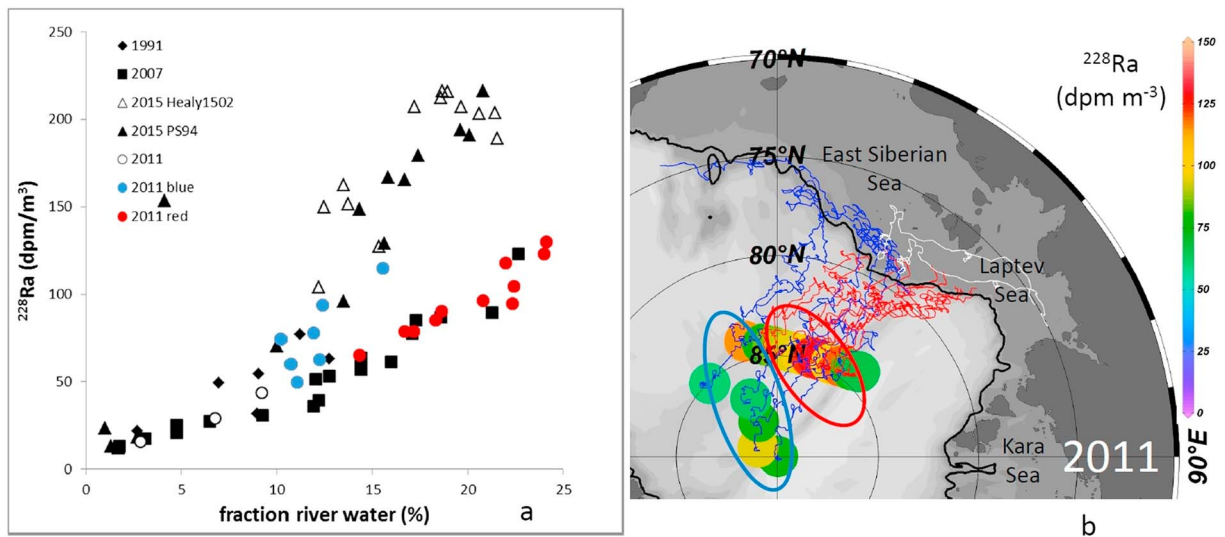 250
200
150
100
50
0
0 5 10 15 20 25
²²⁸Ra (dpm/m³)
fraction river water (%)
1991
2007
2015 Healy1502
2015 PS94
2011
2011 blue
2011 red
a
70°N
75°N
80°N
85°N
East Siberian
Sea
Laptev
Sea
Kara
Sea
2011
90°E
²²⁸Ra
(dpm m⁻³)
150
125
100
75
50
25
0
b